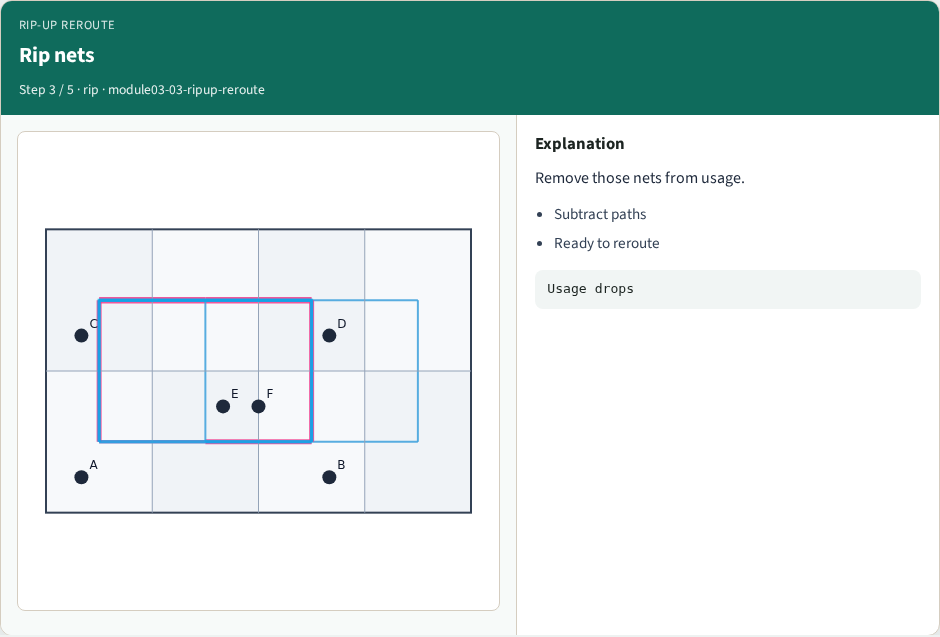 RIP-UP REROUTE
Rip nets
Step 3 / 5 · rip · module03-03-ripup-reroute
C
D
E
F
A
B
Explanation
Remove those nets from usage.
• Subtract paths
• Ready to reroute
Usage drops